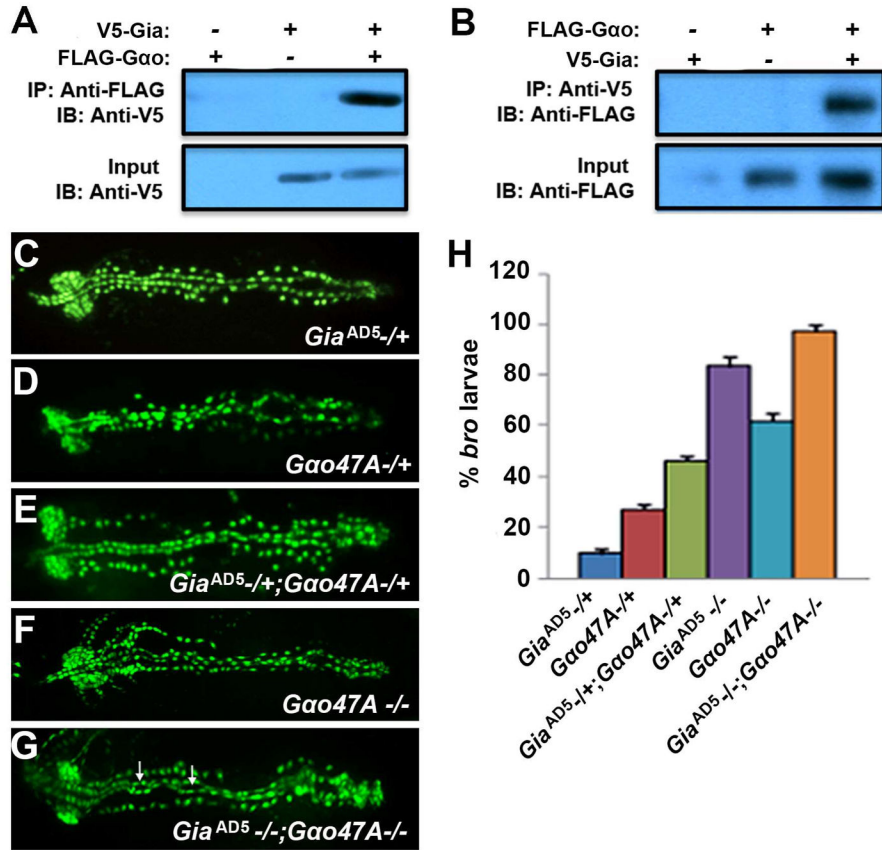 A
V5-Gia: - + +
FLAG-Gαo: + - +
IP: Anti-FLAG
IB: Anti-V5
Input
IB: Anti-V5
B
FLAG-Gαo: - + +
V5-Gia: + - +
IP: Anti-V5
IB: Anti-FLAG
Input
IB: Anti-FLAG
C
Gia^AD5-/+
D
Gαo47A-/+
E
Gia^AD5-/+;Gαo47A-/+
F
Gαo47A -/-
G
Gia^AD5 -/-;Gαo47A-/-
H
% bro larvae
120
100
80
60
40
20
0
Gia^AD5-/+
Gαo47A-/+
Gia^AD5-/+;Gαo47A-/+
Gia^AD5 -/-
Gαo47A-/-
Gia^AD5-/-;Gαo47A-/-